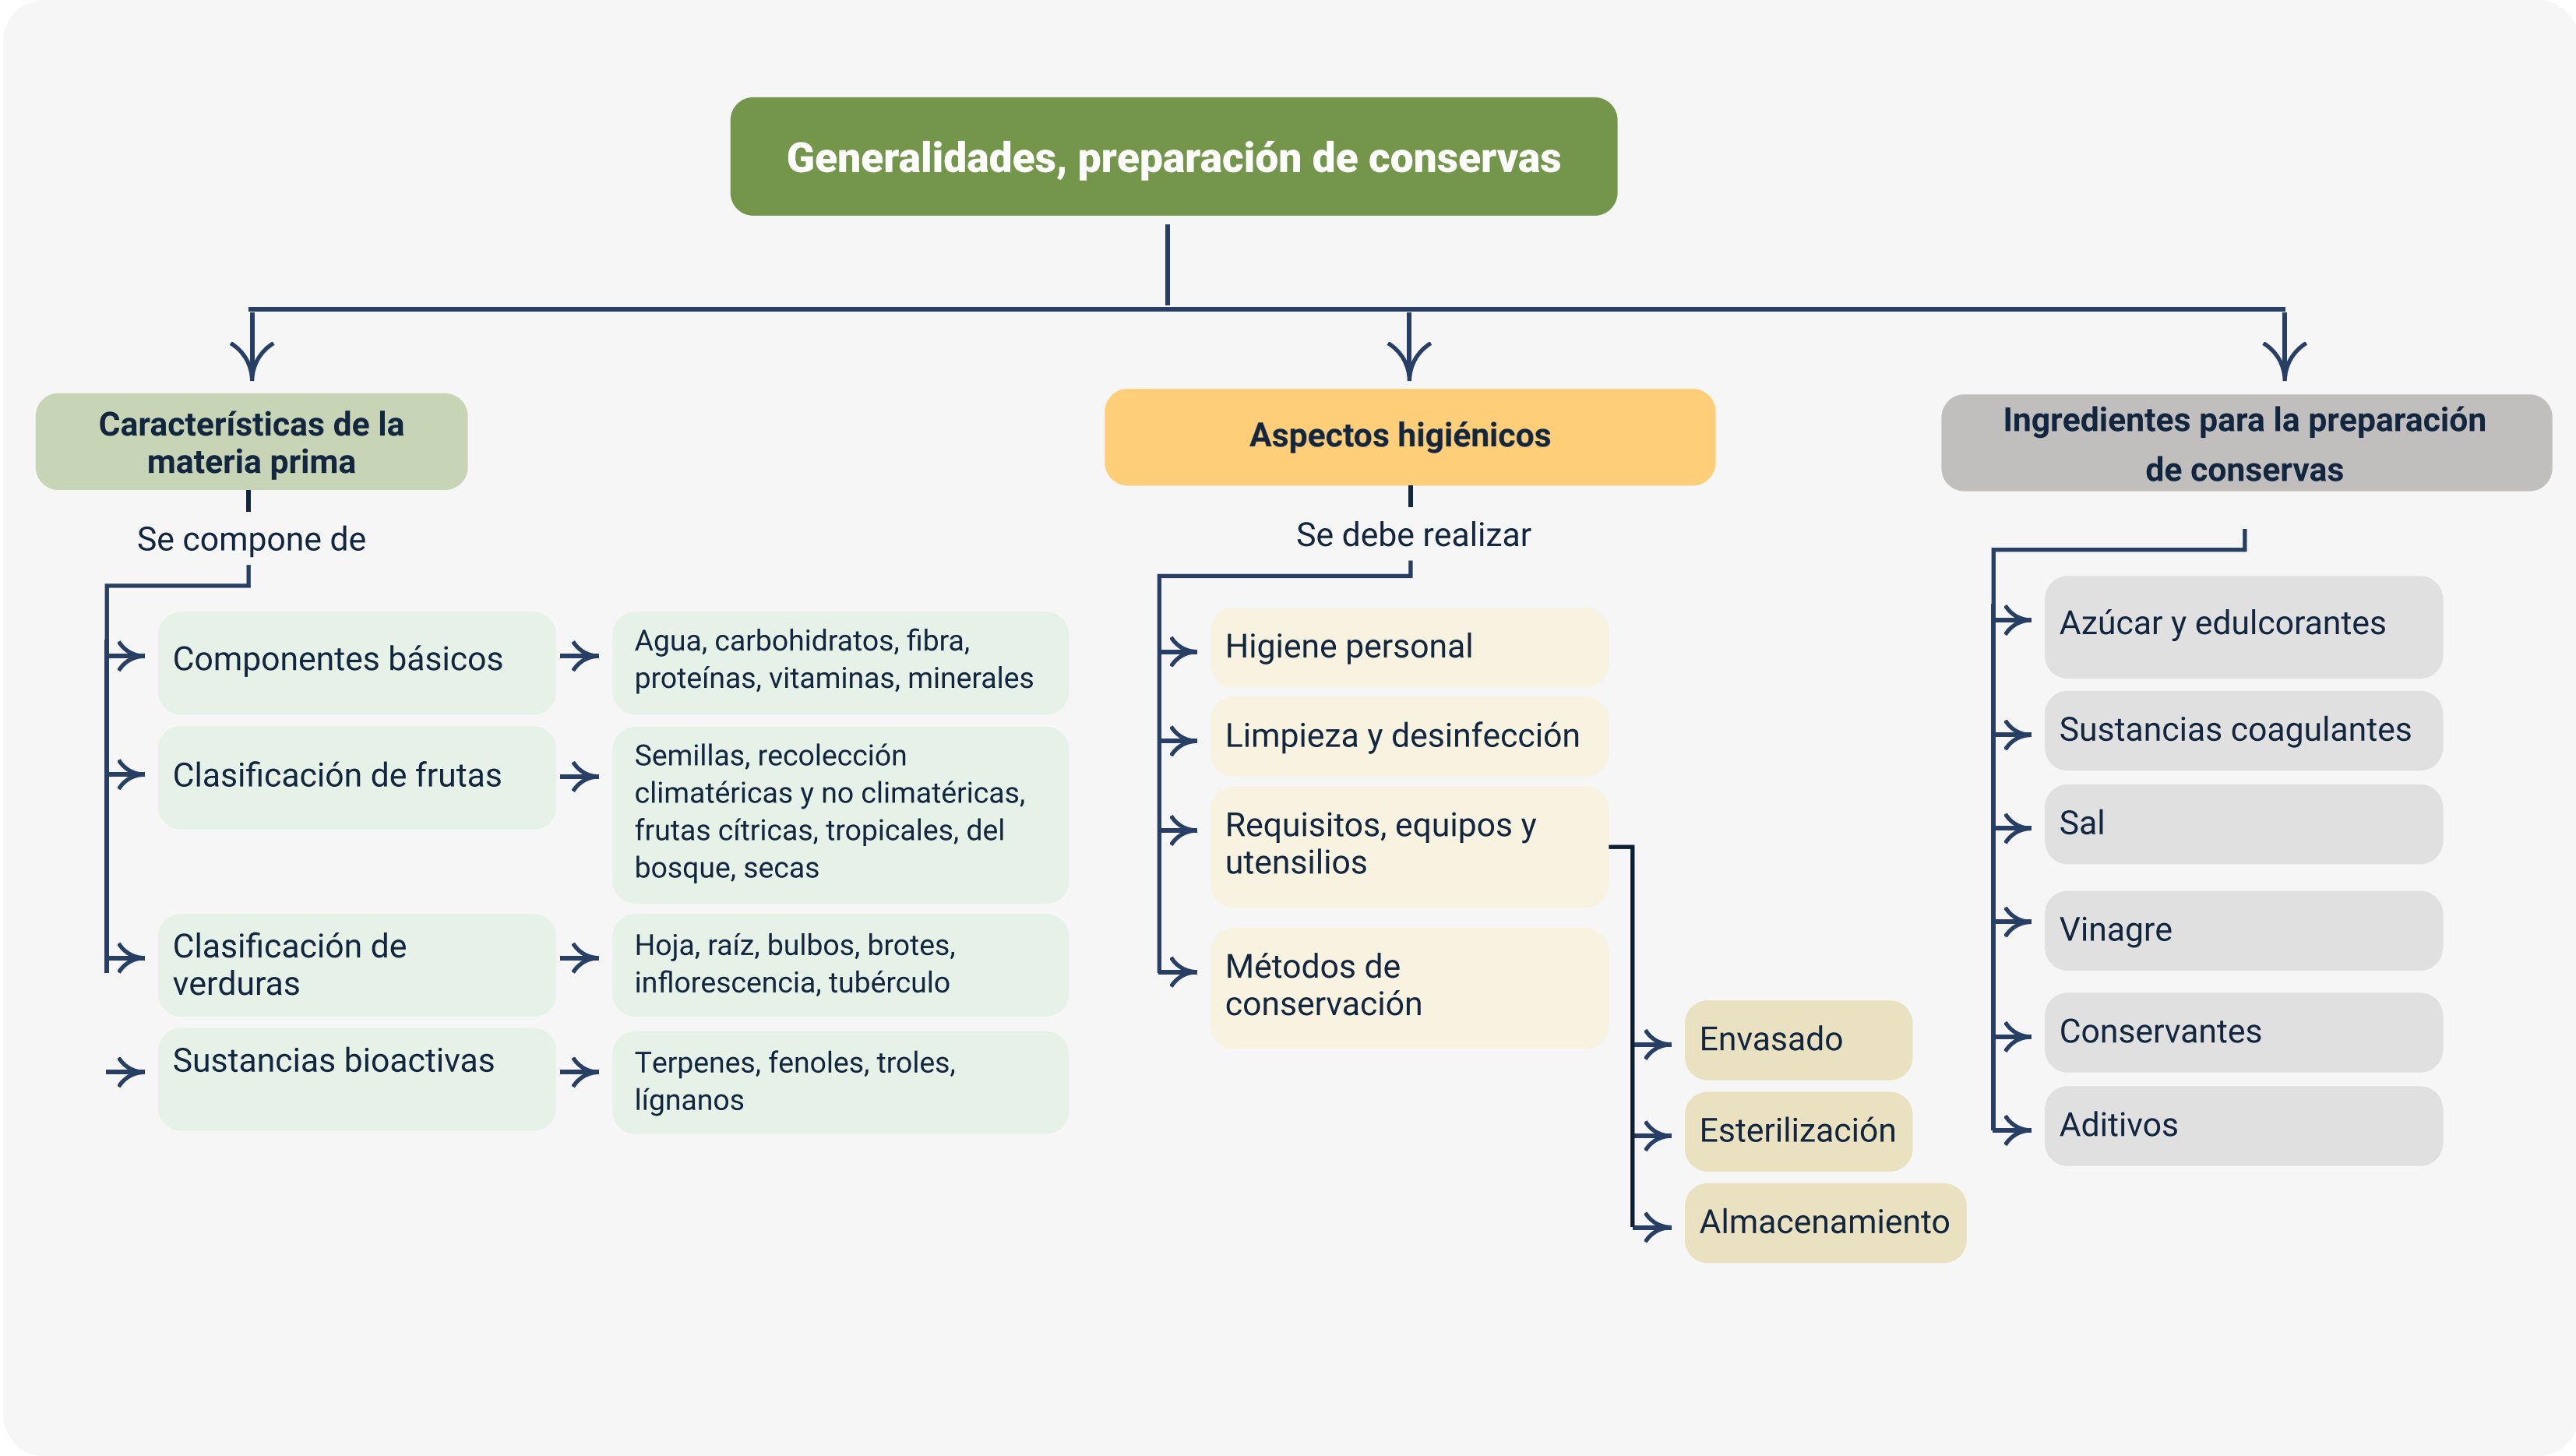 Generalidades, preparación de conservas
Características de la
materia prima
Se compone de
Componentes básicos
Agua, carbohidratos, fibra,
proteínas, vitaminas, minerales
Clasificación de frutas
Semillas, recolección
climatéricas y no climatéricas,
frutas cítricas, tropicales, del
bosque, secas
Clasificación de
verduras
Hoja, raíz, bulbos, brotes,
inflorescencia, tubérculo
Sustancias bioactivas
Terpenes, fenoles, troles,
lígnanos
Aspectos higiénicos
Se debe realizar
Higiene personal
Limpieza y desinfección
Requisitos, equipos y
utensilios
Métodos de
conservación
Envasado
Esterilización
Almacenamiento
Ingredientes para la preparación
de conservas
Azúcar y edulcorantes
Sustancias coagulantes
Sal
Vinagre
Conservantes
Aditivos